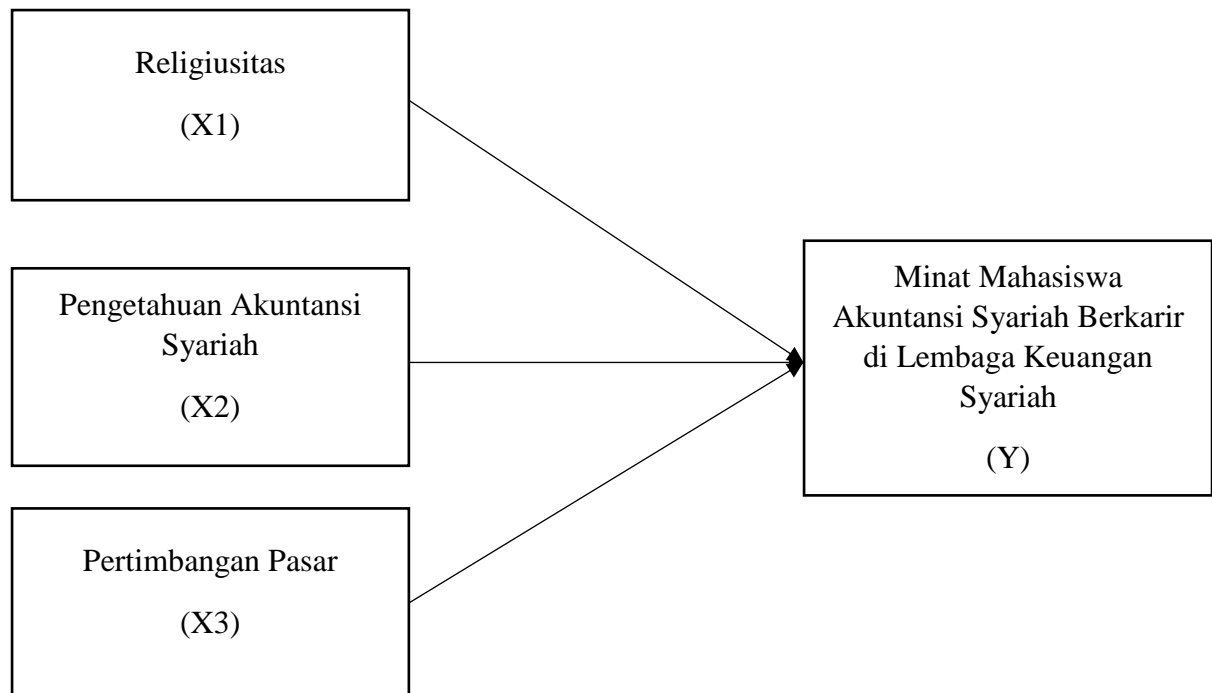 Religiusitas
(X1)
Pengetahuan Akuntansi
Syariah
(X2)
Pertimbangan Pasar
(X3)
Minat Mahasiswa
Akuntansi Syariah Berkarir
di Lembaga Keuangan
Syariah
(Y)